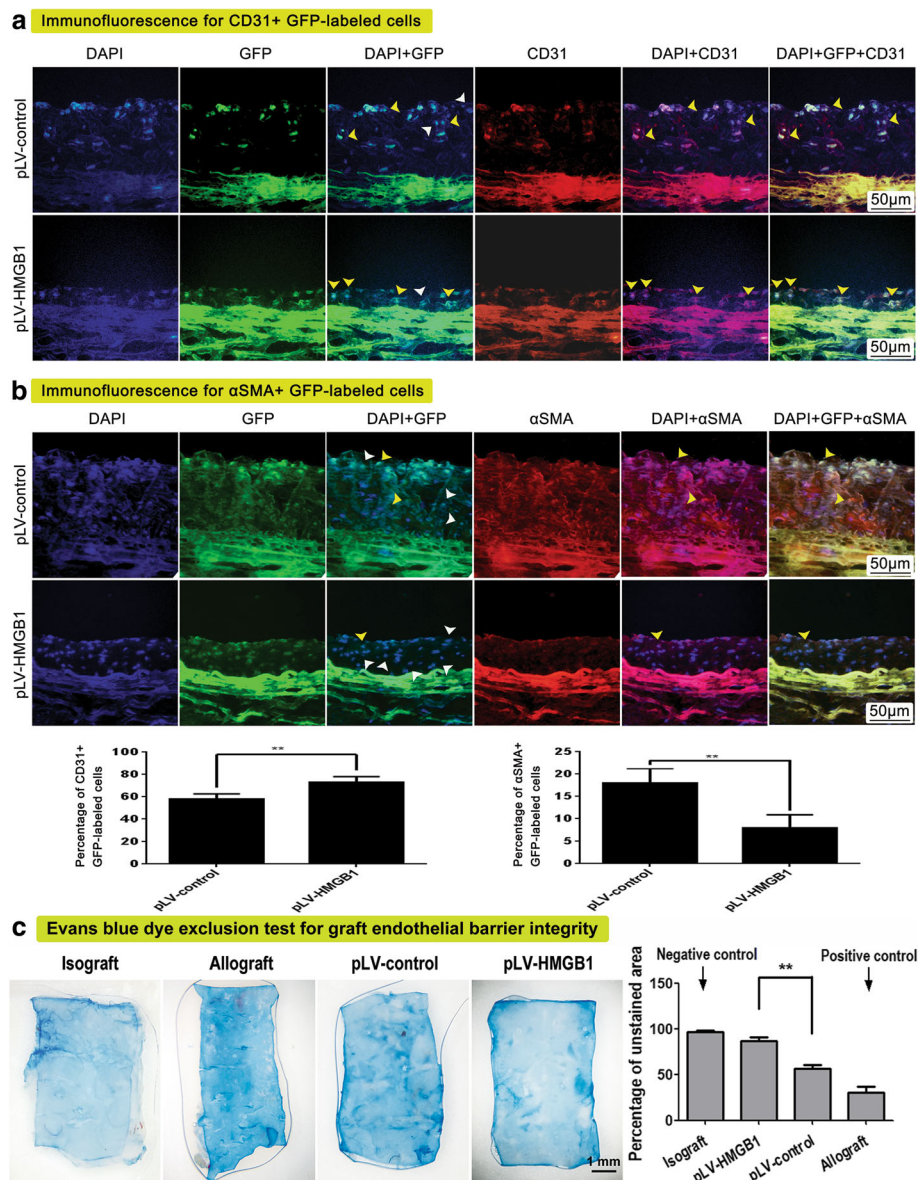 a Immunofluorescence for CD31+ GFP-labeled cells
DAPI GFP DAPI+GFP CD31 DAPI+CD31 DAPI+GFP+CD31
pLV-control
50μm
pLV-HMGB1
50μm
b Immunofluorescence for αSMA+ GFP-labeled cells
DAPI GFP DAPI+GFP αSMA DAPI+αSMA DAPI+GFP+αSMA
pLV-control
50μm
pLV-HMGB1
50μm
Percentage of CD31+
GFP-labeled cells
100
80
60
40
20
0
**
pLV-control
pLV-HMGB1
Percentage of αSMA+
GFP-labeled cells
25
20
15
10
5
0
**
pLV-control
pLV-HMGB1
c Evans blue dye exclusion test for graft endothelial barrier integrity
Isograft Allograft pLV-control pLV-HMGB1
1 mm
Negative control
Positive control
Percentage of unstained area
150
100
50
0
**
Isograft
pLV-HMGB1
pLV-control
Allograft